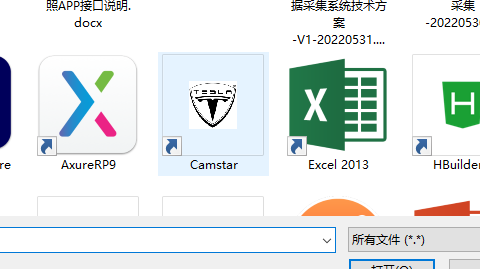 照APP接口说明.
docx
据采集系统技术方
案
-V1-20220531....
采集
-2022053
TESLA
H
re
AxureRP9
Camstar
Excel 2013
HBuilder
所有文件 (*.*)
打开(O)